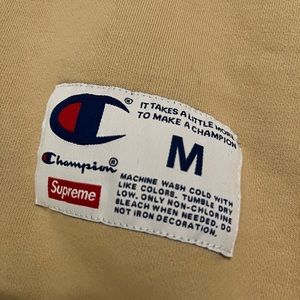 IT TAKES A LITTLE MORE
TO MAKE A CHAMPION
M
Champion
Supreme
MACHINE WASH COLD WITH
LIKE COLORS. TUMBLE DRY
LOW. ONLY NON-CHLORINE
BLEACH WHEN NEEDED. DO
NOT IRON DECORATION.